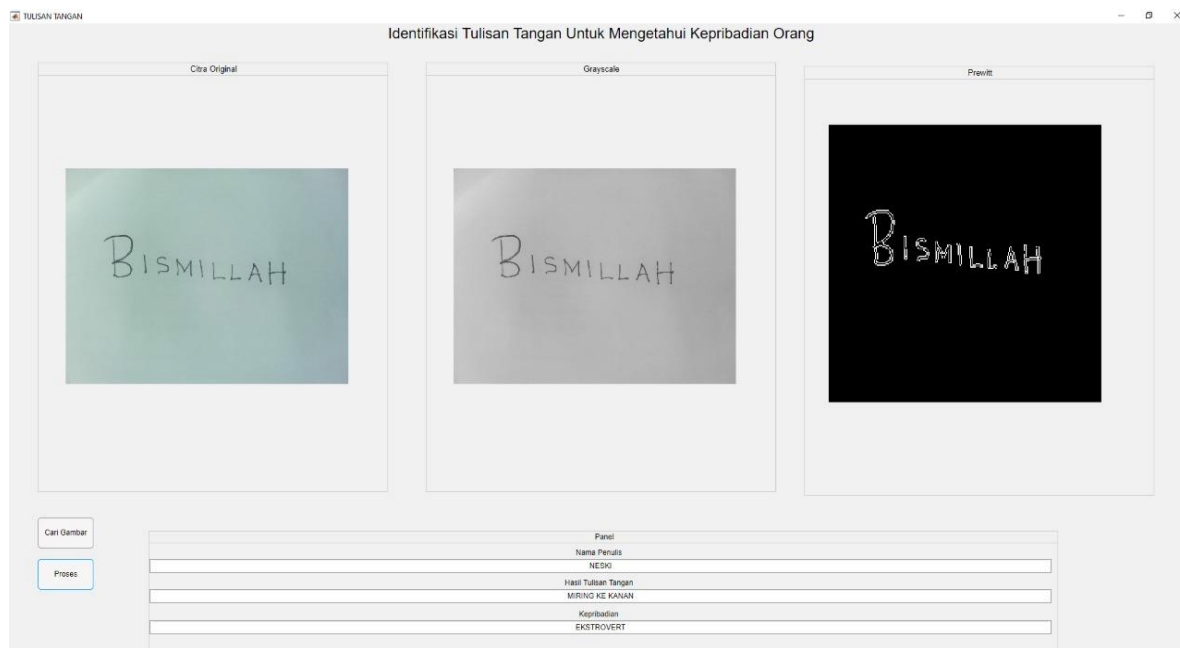 TULISAN TANGAN
Identifikasi Tulisan Tangan Untuk Mengetahui Kepribadian Orang
Citra Original
BISMILLAH
Grayscale
BISMILLAH
Prewitt
BISMILLAH
Cari Gambar
Proses
Panel
Nama Penulis
NESKI
Hasil Tulisan Tangan
MIRING KE KANAN
Kepribadian
EKSTROVERT